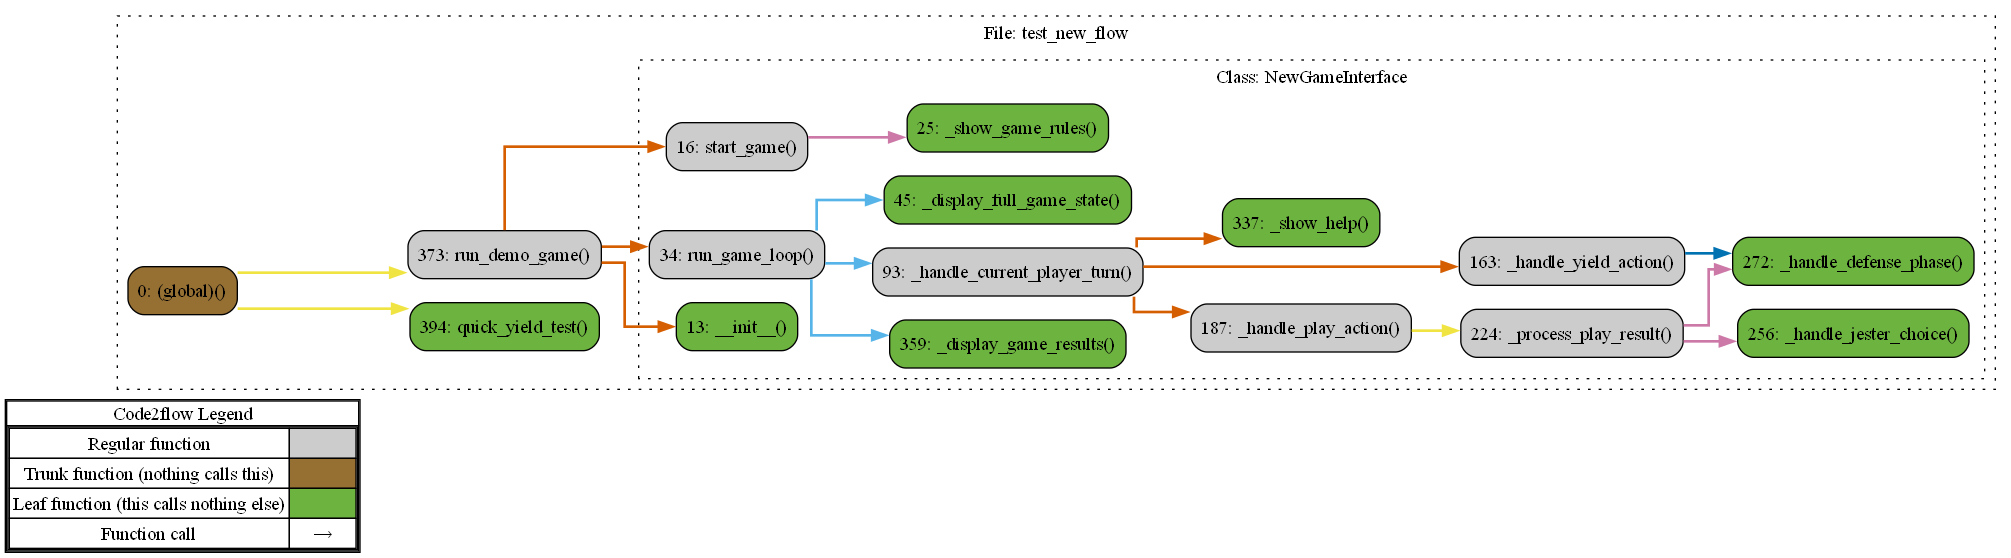 File: test_new_flow
Class: NewGameInterface
25: _show_game_rules()
16: start_game()
45: _display_full_game_state()
337: _show_help()
373: run_demo_game()
34: run_game_loop()
93: _handle_current_player_turn()
163: _handle_yield_action()
272: _handle_defense_phase()
0: (global)()
394: quick_yield_test()
13: __init__()
187: _handle_play_action()
224: _process_play_result()
256: _handle_jester_choice()
359: _display_game_results()
Code2flow Legend
Regular function
Trunk function (nothing calls this)
Leaf function (this calls nothing else)
Function call →